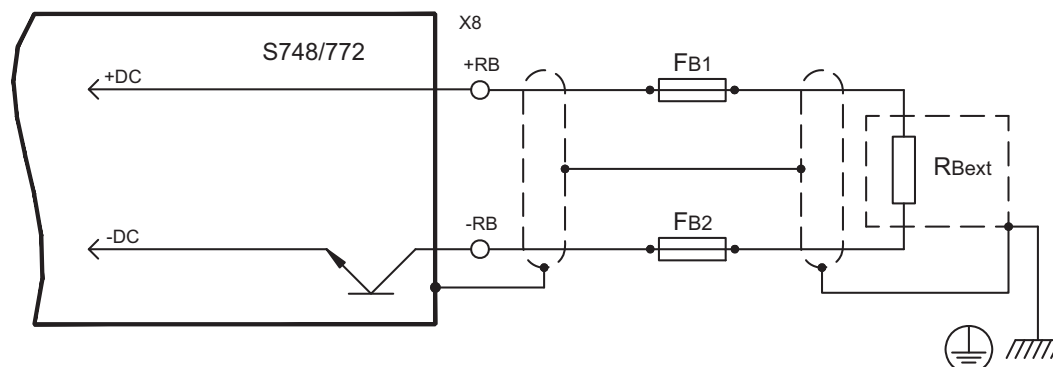 X8
S748/772
+DC
+RB
FB1
RBext
-DC
-RB
FB2